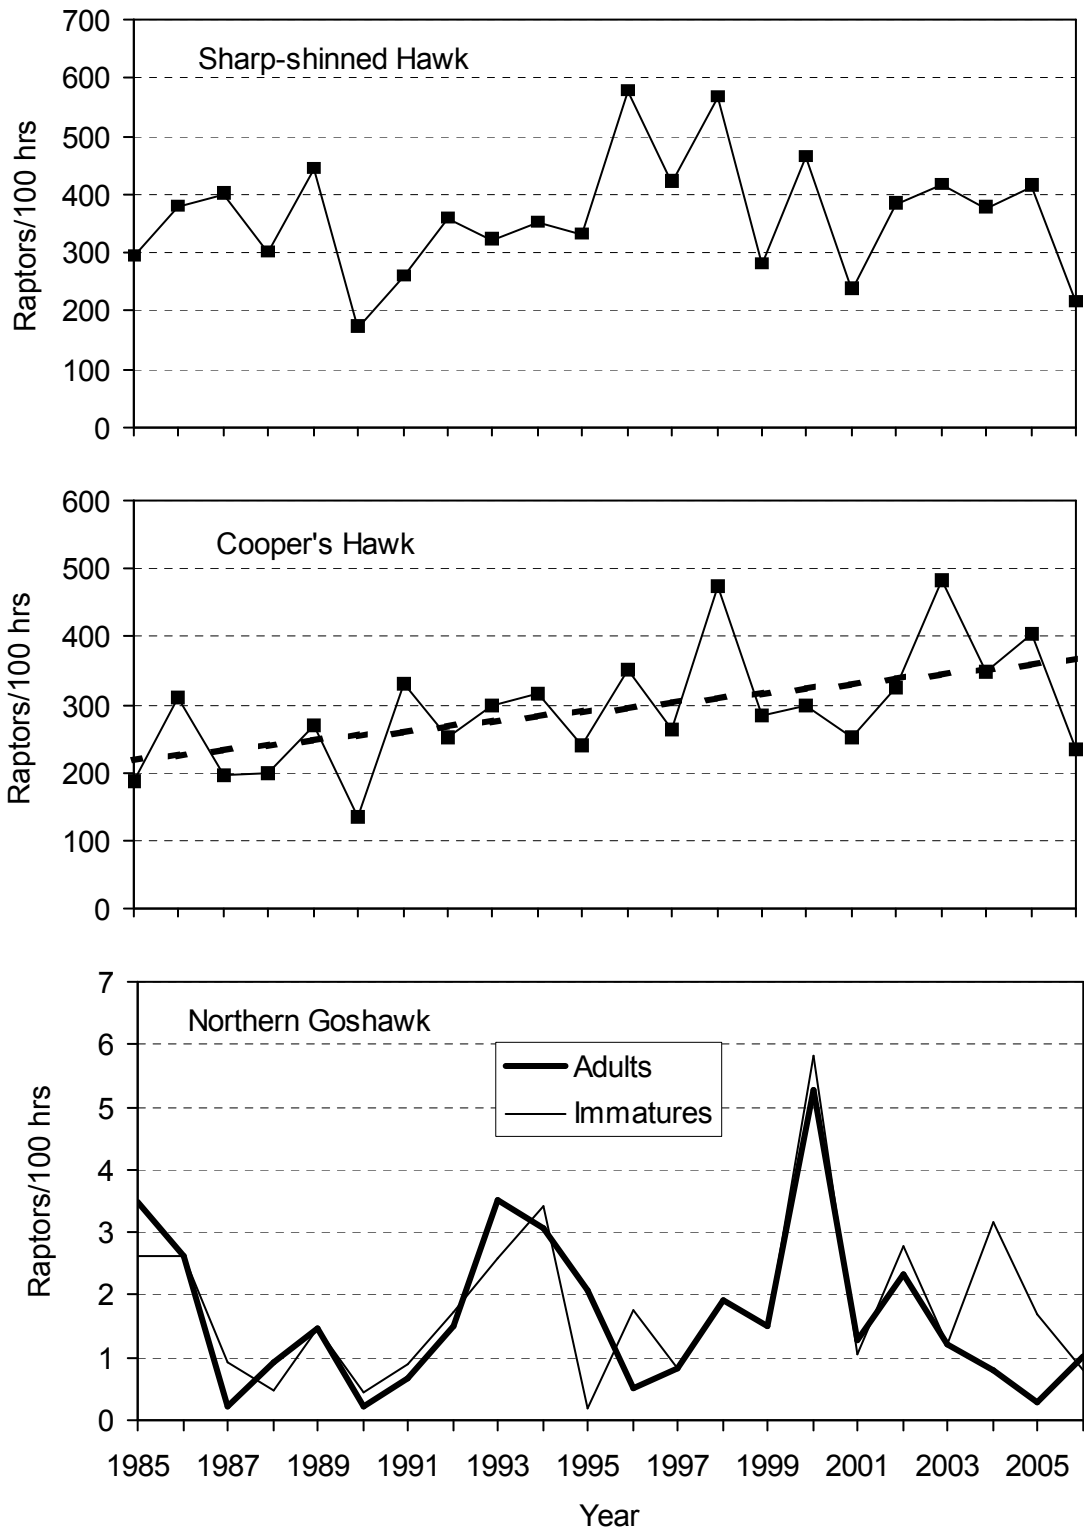 700
Sharp-shinned Hawk
600
500
400
300
200
100
0
Raptors/100 hrs
600
Cooper's Hawk
500
400
300
200
100
0
Raptors/100 hrs
7
Northern Goshawk
6
Adults
Immatures
5
4
3
2
1
0
Raptors/100 hrs
1985 1987 1989 1991 1993 1995 1997 1999 2001 2003 2005
Year